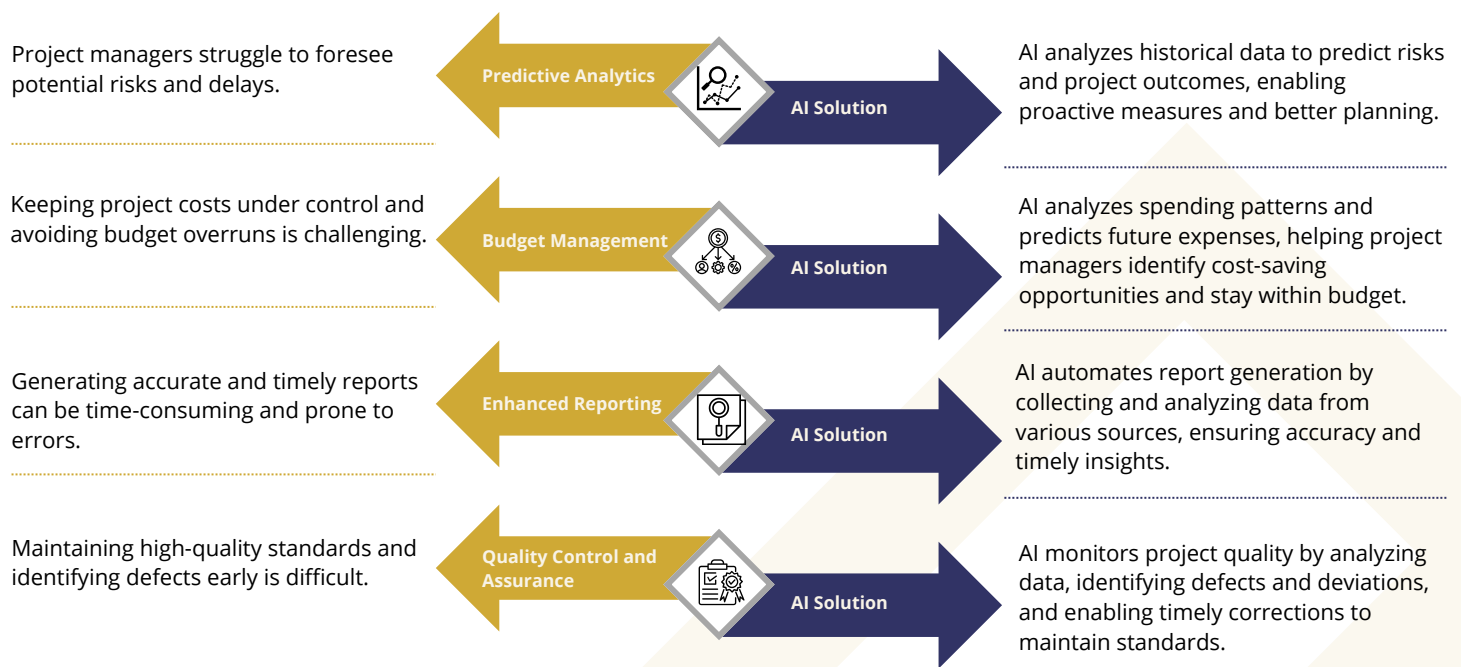 Project managers struggle to foresee
potential risks and delays.
Predictive Analytics
AI Solution
AI analyzes historical data to predict risks
and project outcomes, enabling
proactive measures and better planning.
Keeping project costs under control and
avoiding budget overruns is challenging.
Budget Management
$
%
AI Solution
AI analyzes spending patterns and
predicts future expenses, helping project
managers identify cost-saving
opportunities and stay within budget.
Generating accurate and timely reports
can be time-consuming and prone to
errors.
Enhanced Reporting
AI Solution
AI automates report generation by
collecting and analyzing data from
various sources, ensuring accuracy and
timely insights.
Maintaining high-quality standards and
identifying defects early is difficult.
Quality Control and
Assurance
AI Solution
AI monitors project quality by analyzing
data, identifying defects and deviations,
and enabling timely corrections to
maintain standards.